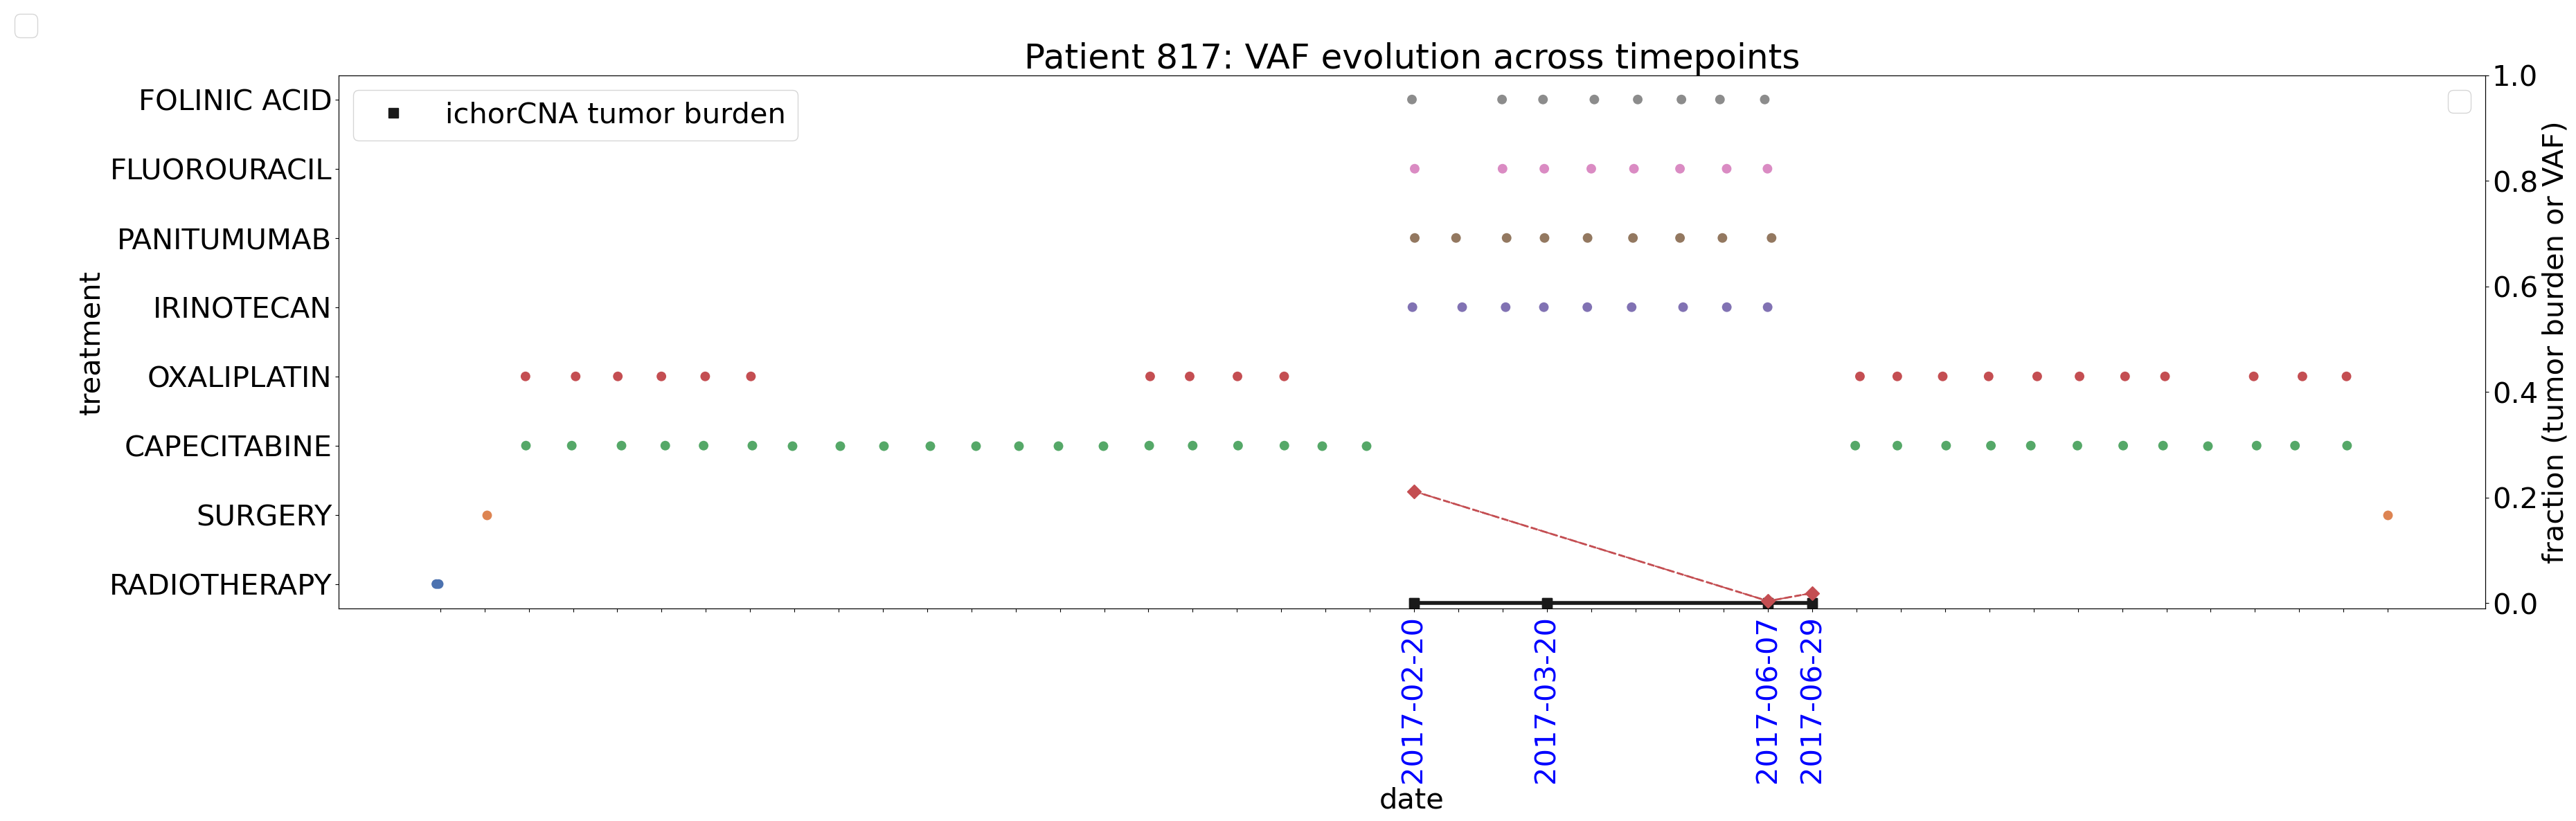 Patient 817: VAF evolution across timepoints
ichorCNA tumor burden
treatment
FOLINIC ACID
FLUOROURACIL
PANITUMUMAB
IRINOTECAN
OXALIPLATIN
CAPECITABINE
SURGERY
RADIOTHERAPY
1.0
0.8
0.6
0.4
0.2
0.0
fraction (tumor burden or VAF)
2017-02-20
2017-03-20
2017-06-07
2017-06-29
date